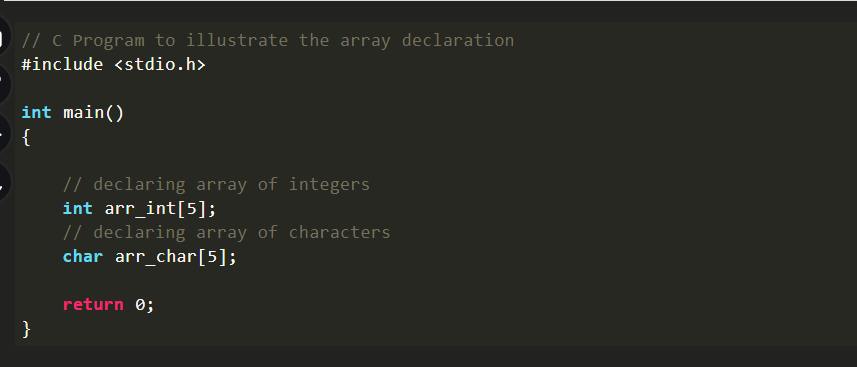 // C Program to illustrate the array declaration
#include <stdio.h>
int main()
{
// declaring array of integers
int arr_int[5];
// declaring array of characters
char arr_char[5];
return 0;
}